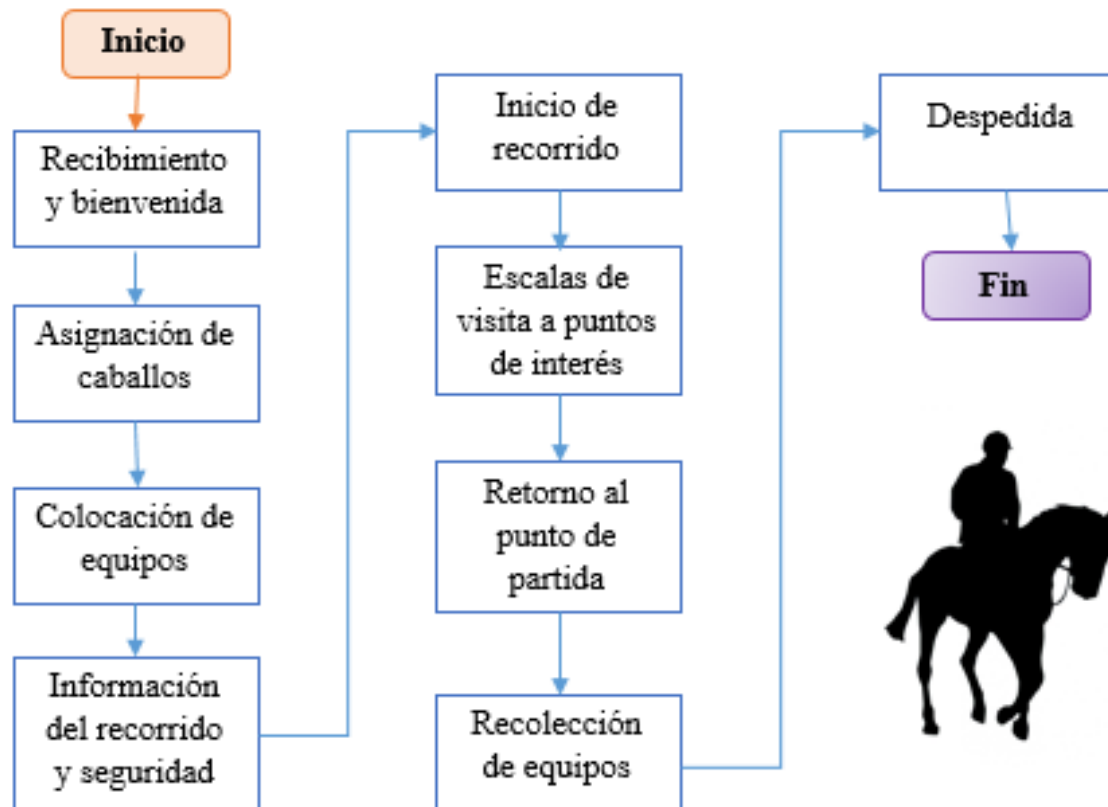 Inicio
Recibimiento
y bienvenida
Asignación de
caballos
Colocación de
equipos
Información
del recorrido
y seguridad
Inicio de
recorrido
Escalas de
visita a puntos
de interés
Retorno al
punto de
partida
Recolección
de equipos
Despedida
Fin